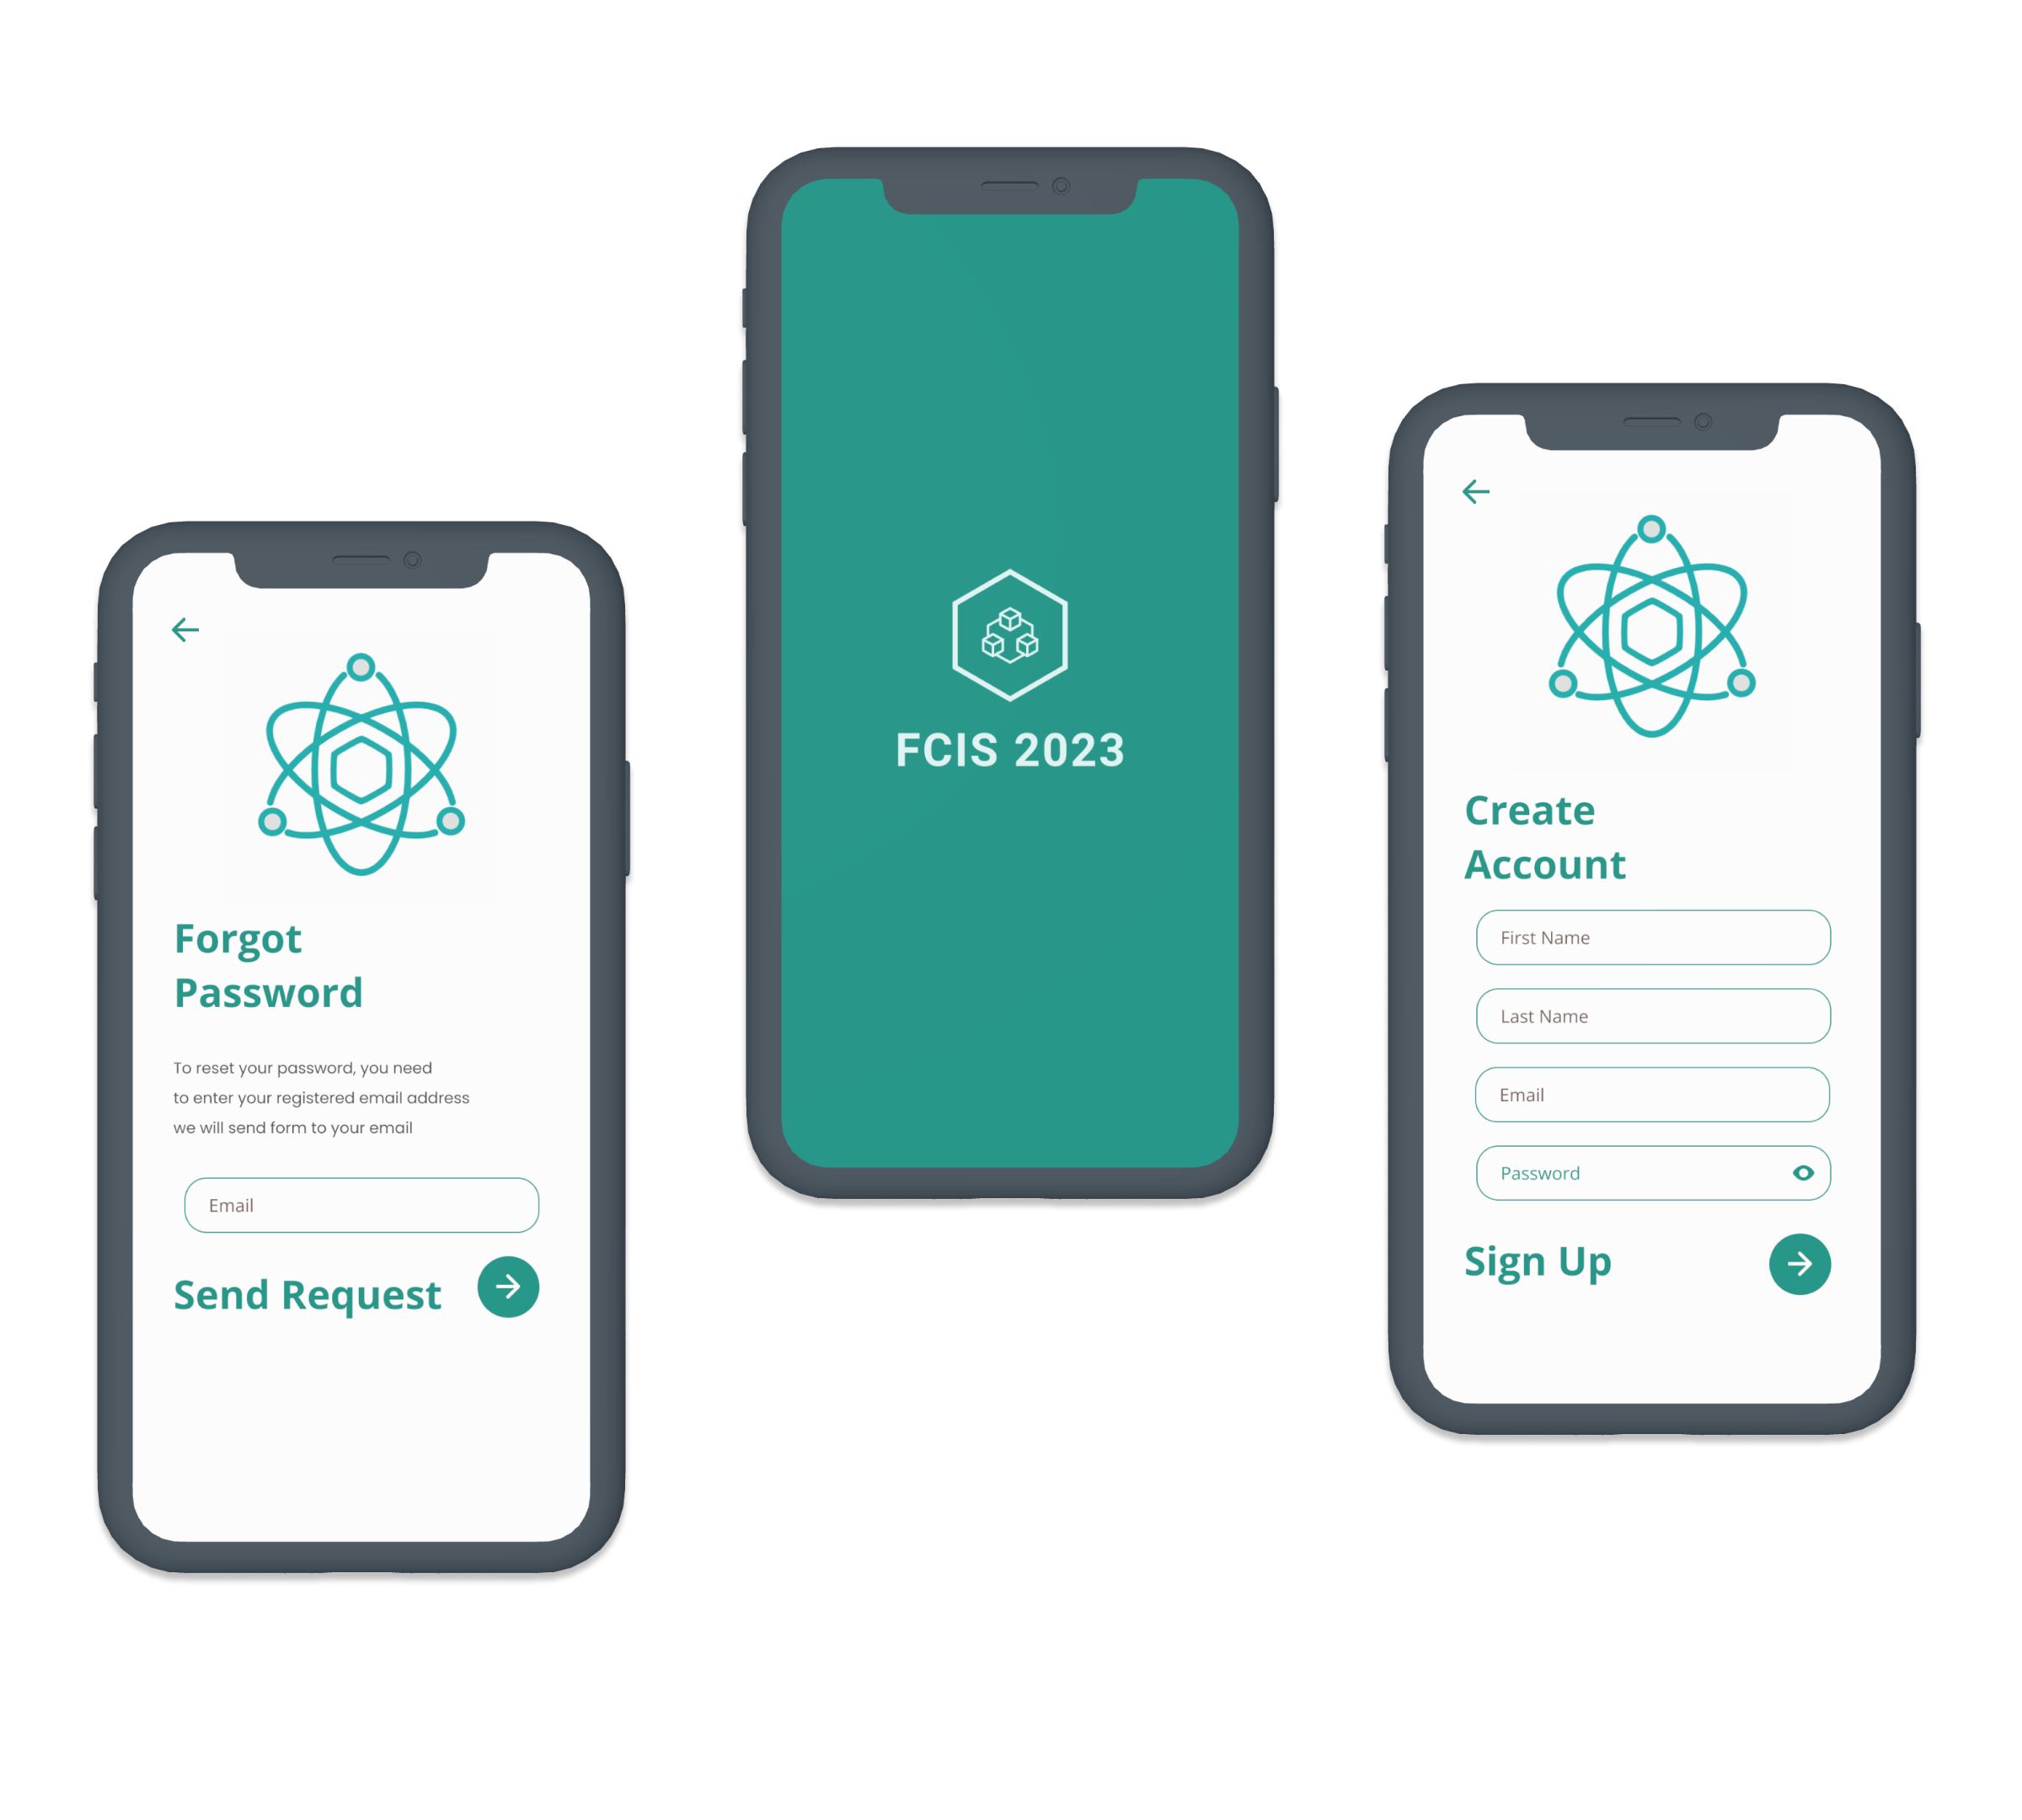 Forgot
Password
To reset your password, you need
to enter your registered email address
we will send form to your email
Email
Send Request
FCIS 2023
Create
Account
First Name
Last Name
Email
Password
Sign Up